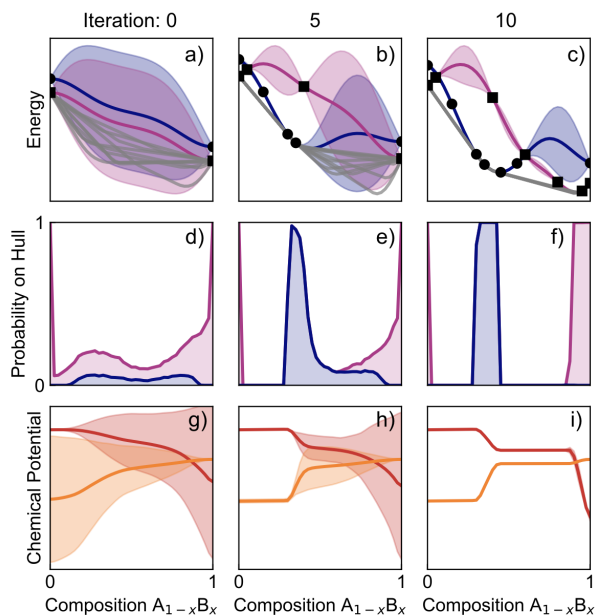 Iteration: 0 5 10
Energy
a) b) c)
Probability on Hull
1
0
d) e) f)
Chemical Potential
g) h) i)
0 1 0 1 0 1
Composition A1−xBx Composition A1−xBx Composition A1−xBx